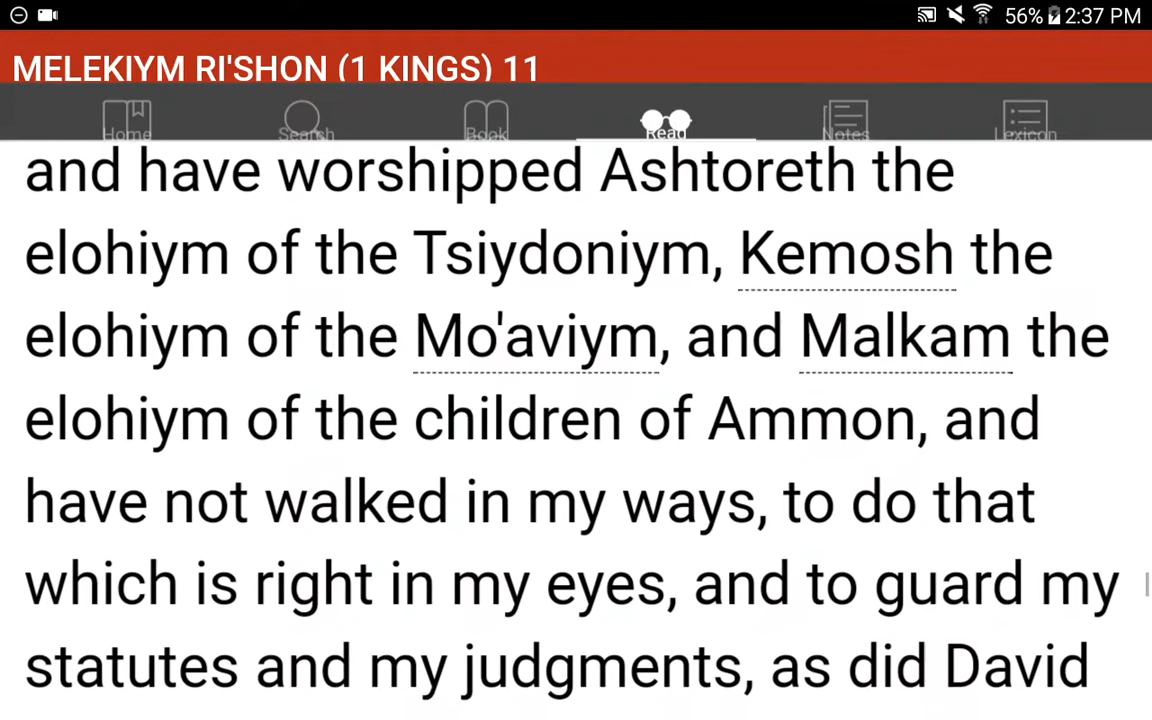 56% 2:37 PM
MELEKIYM RI'SHON (1 KINGS) 11
Home Search Book Read Notes Lexicon
and have worshipped Ashtoreth the
elohiym of the Tsiydoniym, Kemosh the
elohiym of the Mo'aviym, and Malkam the
elohiym of the children of Ammon, and
have not walked in my ways, to do that
which is right in my eyes, and to guard my
statutes and my judgments, as did David